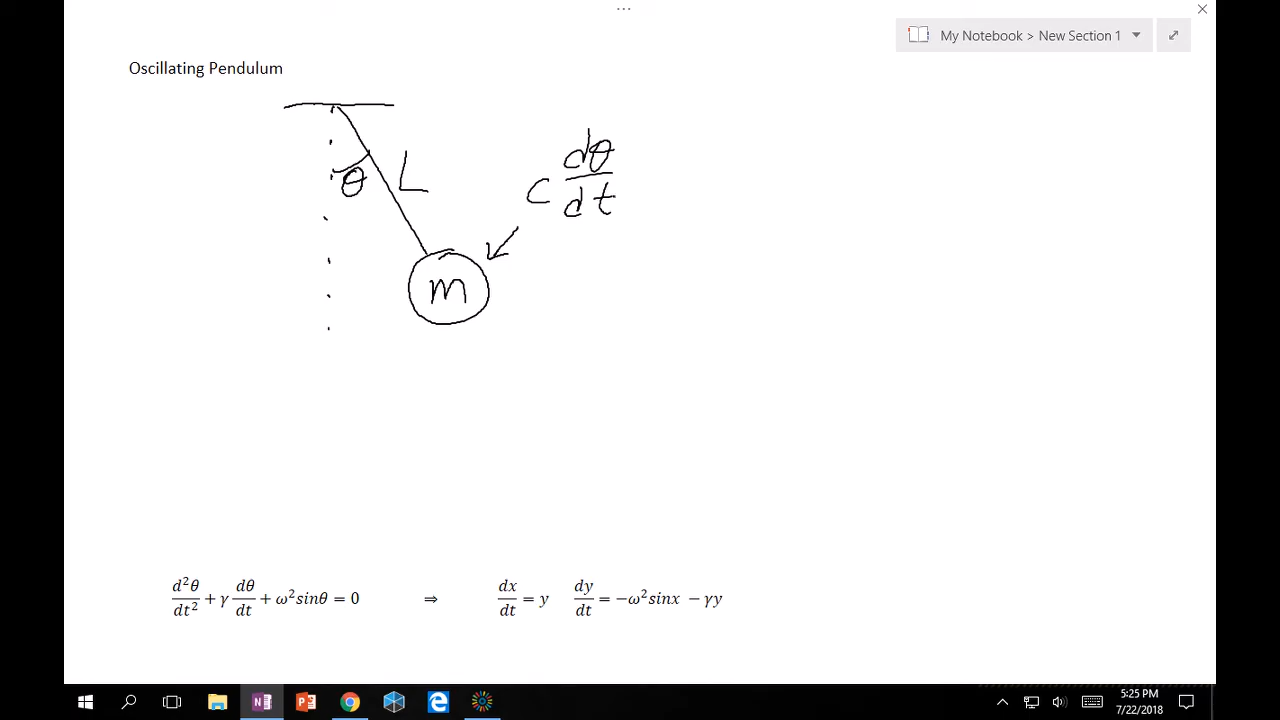 ...
My Notebook > New Section 1
Oscillating Pendulum
θ
L
C dθ/dt
m
d²θ/dt² + γ dθ/dt + ω²sinθ = 0 ⇒ dx/dt = y dy/dt = −ω²sinx − γy
5:25 PM
7/22/2018